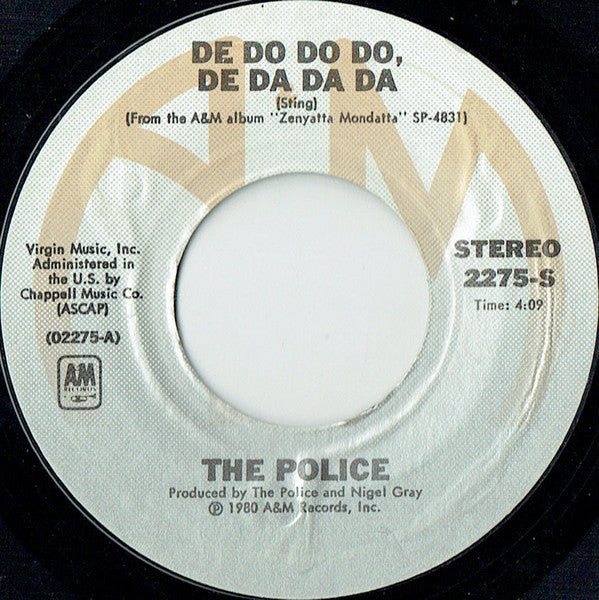 DE DO DO DO,
DE DA DA DA
(Sting)
(From the A&M album "Zenyatta Mondatta" SP-4831)
Virgin Music, Inc.
Administered in
the U.S. by
Chappell Music Co.
(ASCAP)
(02275-A)
AM
RECORDS
STEREO
2275-S
Time: 4:09
THE POLICE
Produced by The Police and Nigel Gray
℗ 1980 A&M Records, Inc.